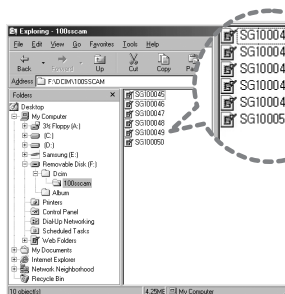 Exploring - 100sscam
File Edit View Go Favorites Tools Help
Back Forward Up Cut Copy Paste
Address F:\DCIM\100SSCAM
Folders
Desktop
My Computer
3½ Floppy (A:)
(C:)
(D:)
Samsung (E:)
Removable Disk (F:)
Dcim
100sscam
Album
Printers
Control Panel
Dial-Up Networking
Scheduled Tasks
Web Folders
My Documents
Internet Explorer
Network Neighborhood
Recycle Bin
SG100045
SG100046
SG100047
SG100048
SG100049
SG100050
SG10004
SG10004
SG10004
SG10004
SG10004
SG10005
10 object(s) 4.25MB My Computer